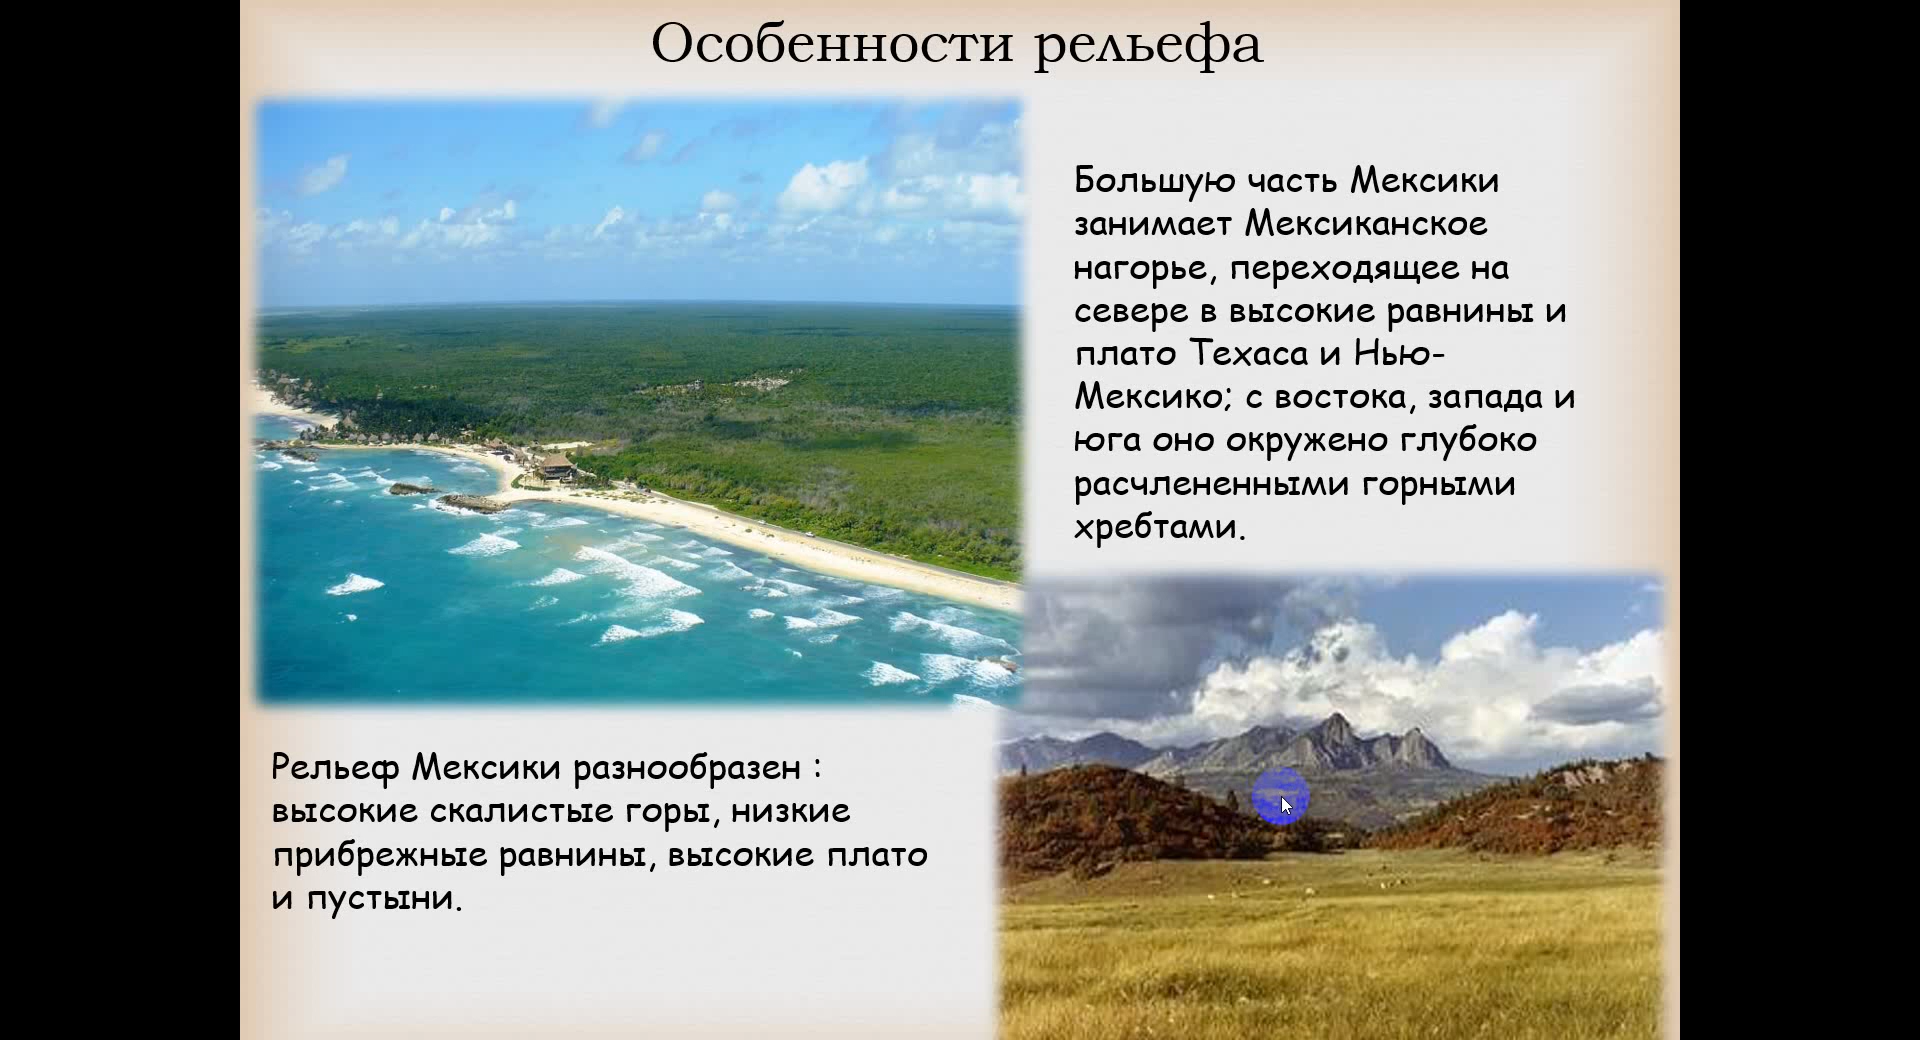 Особенности рельефа
Большую часть Мексики
занимает Мексиканское
нагорье, переходящее на
севере в высокие равнины и
плато Техаса и Нью-
Мексико; с востока, запада и
юга оно окружено глубоко
расчлененными горными
хребтами.
Рельеф Мексики разнообразен :
высокие скалистые горы, низкие
прибрежные равнины, высокие плато
и пустыни.